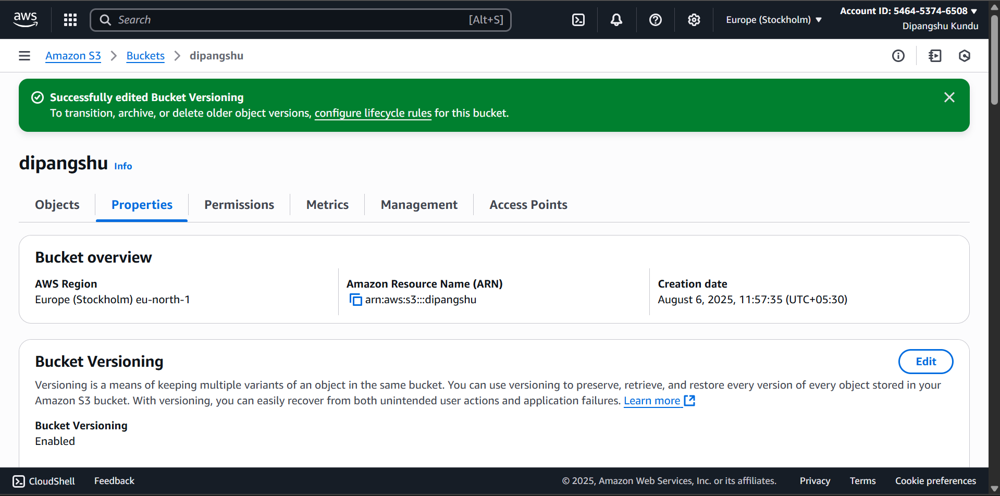 aws
Search [Alt+S]
Europe (Stockholm)
Account ID: 5464-5374-6508
Dipangshu Kundu
Amazon S3 > Buckets > dipangshu
Successfully edited Bucket Versioning
To transition, archive, or delete older object versions, configure lifecycle rules for this bucket.
dipangshu Info
Objects Properties Permissions Metrics Management Access Points
Bucket overview
AWS Region
Europe (Stockholm) eu-north-1
Amazon Resource Name (ARN)
arn:aws:s3:::dipangshu
Creation date
August 6, 2025, 11:57:35 (UTC+05:30)
Bucket Versioning
Edit
Versioning is a means of keeping multiple variants of an object in the same bucket. You can use versioning to preserve, retrieve, and restore every version of every object stored in your
Amazon S3 bucket. With versioning, you can easily recover from both unintended user actions and application failures. Learn more
Bucket Versioning
Enabled
CloudShell Feedback © 2025, Amazon Web Services, Inc. or its affiliates. Privacy Terms Cookie preferences